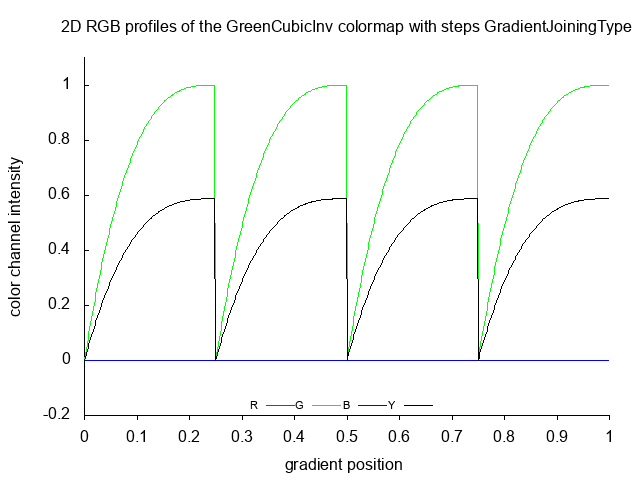 2D RGB profiles of the GreenCubicInv colormap with steps GradientJoiningType
color channel intensity
1
0.8
0.6
0.4
0.2
0
-0.2
R G B Y
0 0.1 0.2 0.3 0.4 0.5 0.6 0.7 0.8 0.9 1
gradient position